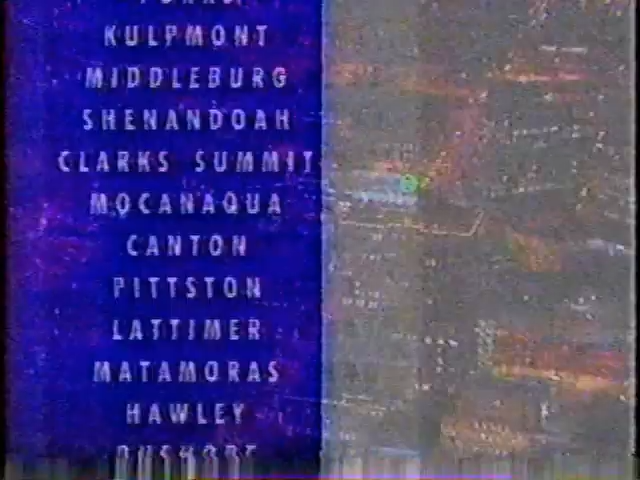 KULPMONT
MIDDLEBURG
SHENANDOAH
CLARKS SUMMIT
MOCANAQUA
CANTON
PITTSTON
LATTIMER
MATAMORAS
HAWLEY